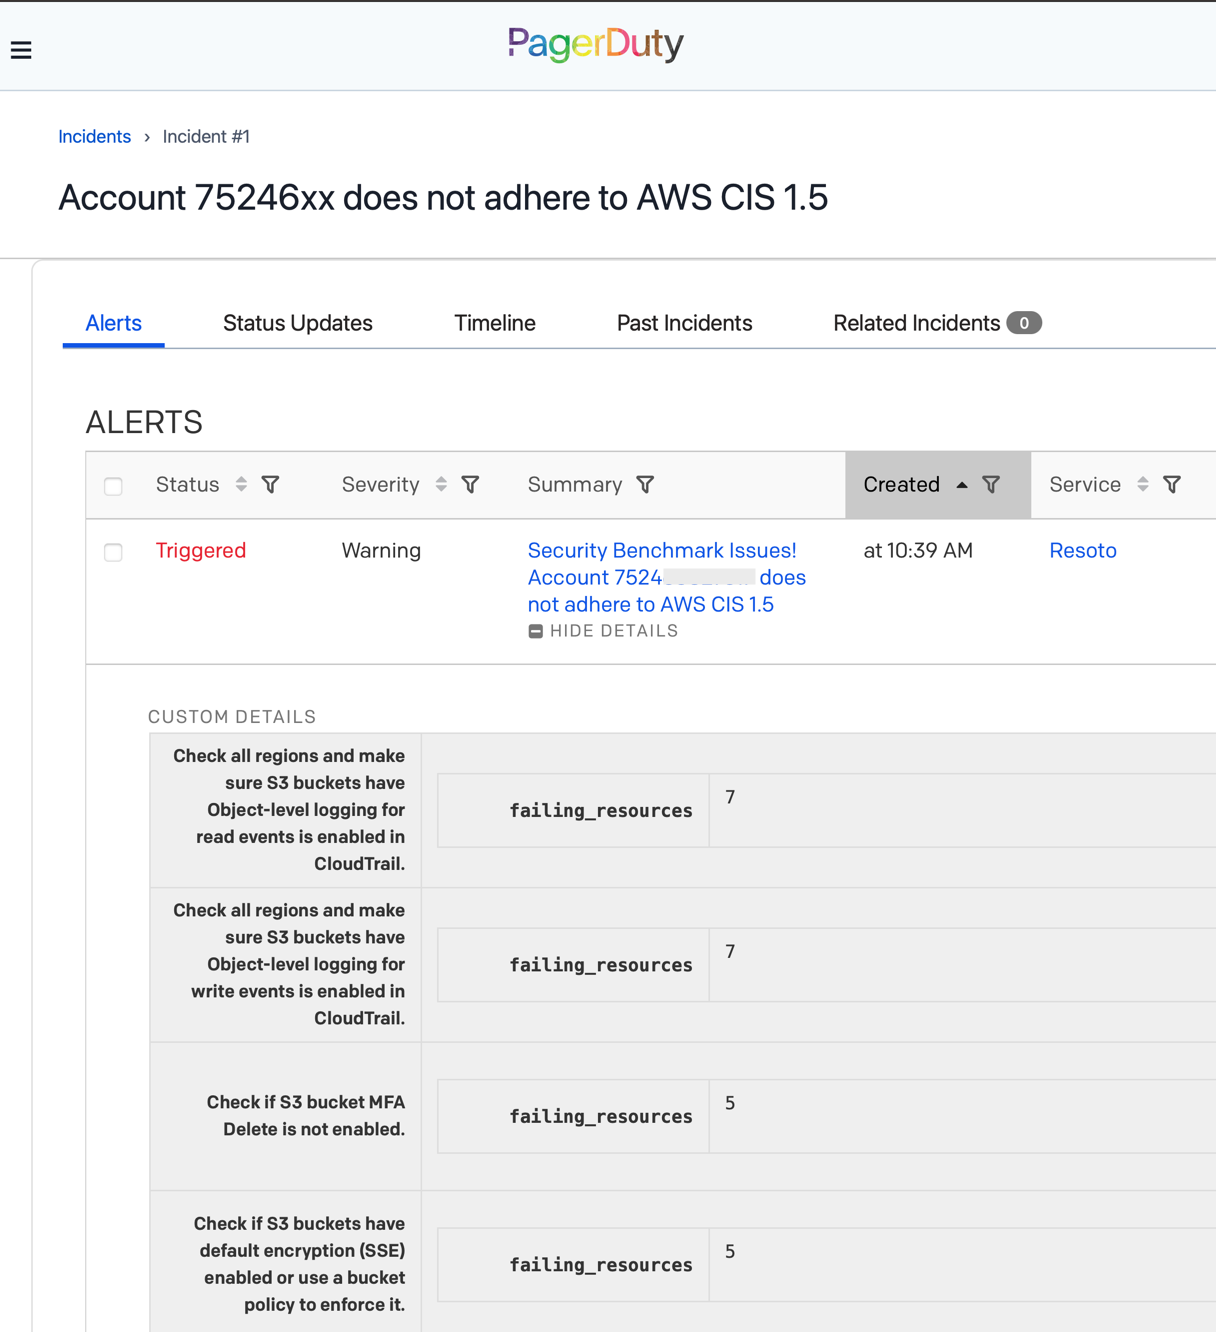 PagerDuty
Incidents › Incident #1
Account 75246xx does not adhere to AWS CIS 1.5
Alerts Status Updates Timeline Past Incidents Related Incidents 0
ALERTS
Status Severity Summary Created Service
Triggered Warning Security Benchmark Issues! at 10:39 AM Resoto
Account 7524 does
not adhere to AWS CIS 1.5
HIDE DETAILS
CUSTOM DETAILS
Check all regions and make
sure S3 buckets have
Object-level logging for
read events is enabled in
CloudTrail.
failing_resources 7
Check all regions and make
sure S3 buckets have
Object-level logging for
write events is enabled in
CloudTrail.
failing_resources 7
Check if S3 bucket MFA
Delete is not enabled.
failing_resources 5
Check if S3 buckets have
default encryption (SSE)
enabled or use a bucket
policy to enforce it.
failing_resources 5